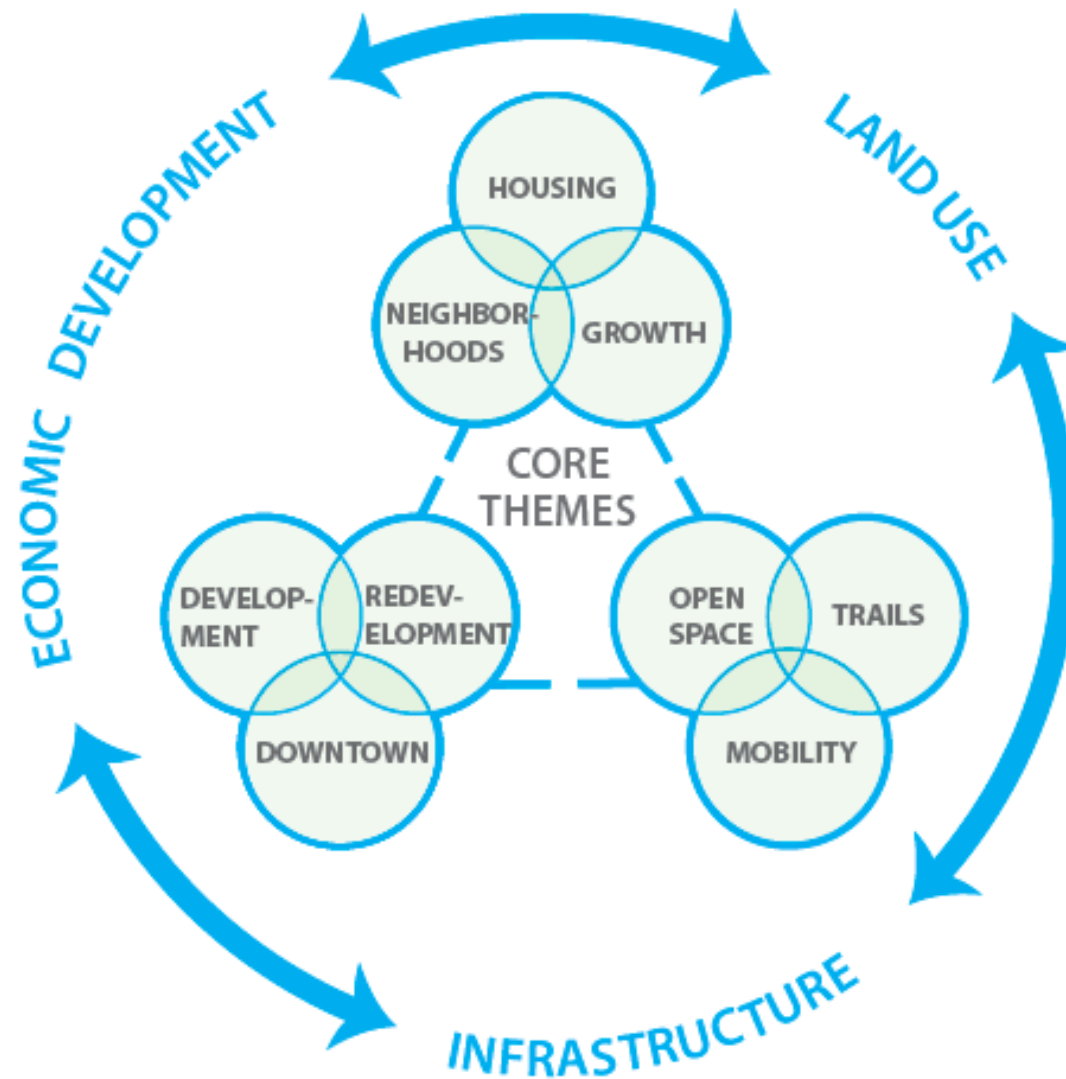 ECONOMIC DEVELOPMENT
LAND USE
HOUSING
NEIGHBOR-
HOODS
GROWTH
CORE
THEMES
DEVELOP-
MENT
REDEV-
ELOPMENT
DOWNTOWN
OPEN
SPACE
TRAILS
MOBILITY
INFRASTRUCTURE